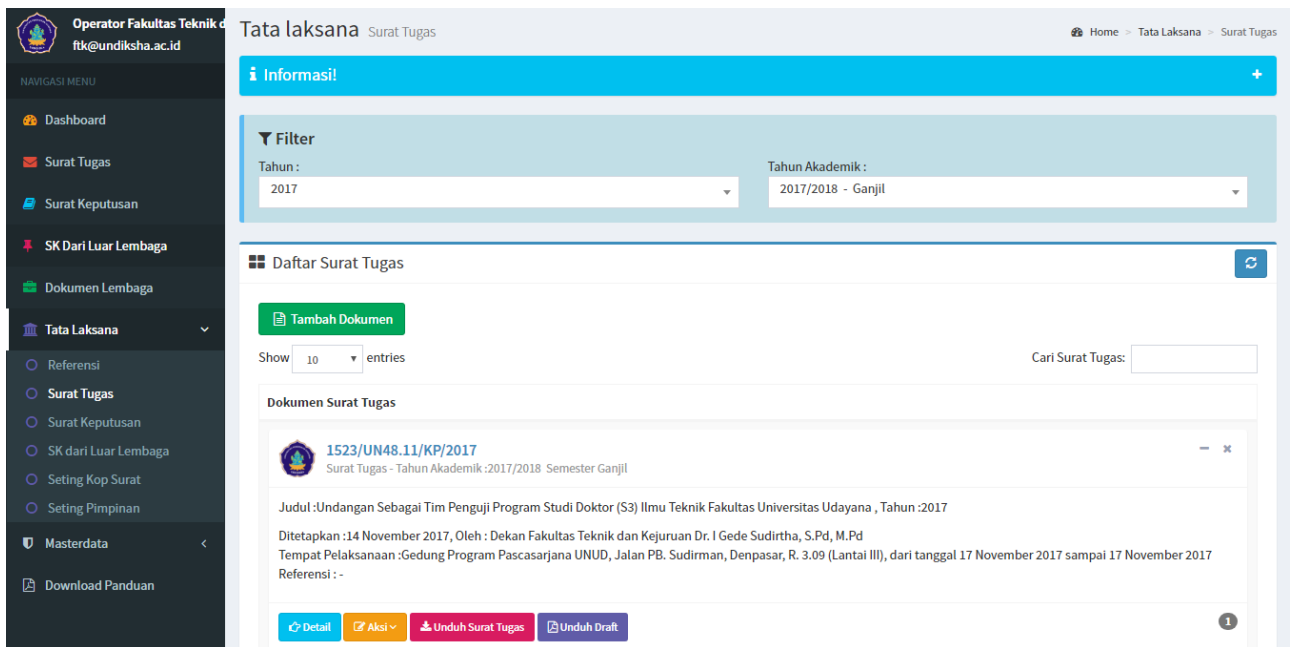 Operator Fakultas Teknik d
ftk@undiksha.ac.id
NAVIGASI MENU
Dashboard
Surat Tugas
Surat Keputusan
SK Dari Luar Lembaga
Dokumen Lembaga
Tata Laksana
Referensi
Surat Tugas
Surat Keputusan
SK dari Luar Lembaga
Seting Kop Surat
Seting Pimpinan
Masterdata
Download Panduan
Tata laksana Surat Tugas
Home > Tata Laksana > Surat Tugas
Informasi!
Filter
Tahun :
2017
Tahun Akademik :
2017/2018 - Ganjil
Daftar Surat Tugas
Tambah Dokumen
Show 10 entries
Cari Surat Tugas:
Dokumen Surat Tugas
1523/UN48.11/KP/2017
Surat Tugas - Tahun Akademik :2017/2018 Semester Ganjil
Judul :Undangan Sebagai Tim Penguji Program Studi Doktor (S3) Ilmu Teknik Fakultas Universitas Udayana , Tahun :2017
Ditetapkan :14 November 2017, Oleh : Dekan Fakultas Teknik dan Kejuruan Dr. I Gede Sudirtha, S.Pd, M.Pd
Tempat Pelaksanaan :Gedung Program Pascasarjana UNUD, Jalan PB. Sudirman, Denpasar, R. 3.09 (Lantai III), dari tanggal 17 November 2017 sampai 17 November 2017
Referensi : -
Detail
Aksi
Unduh Surat Tugas
Unduh Draft
1